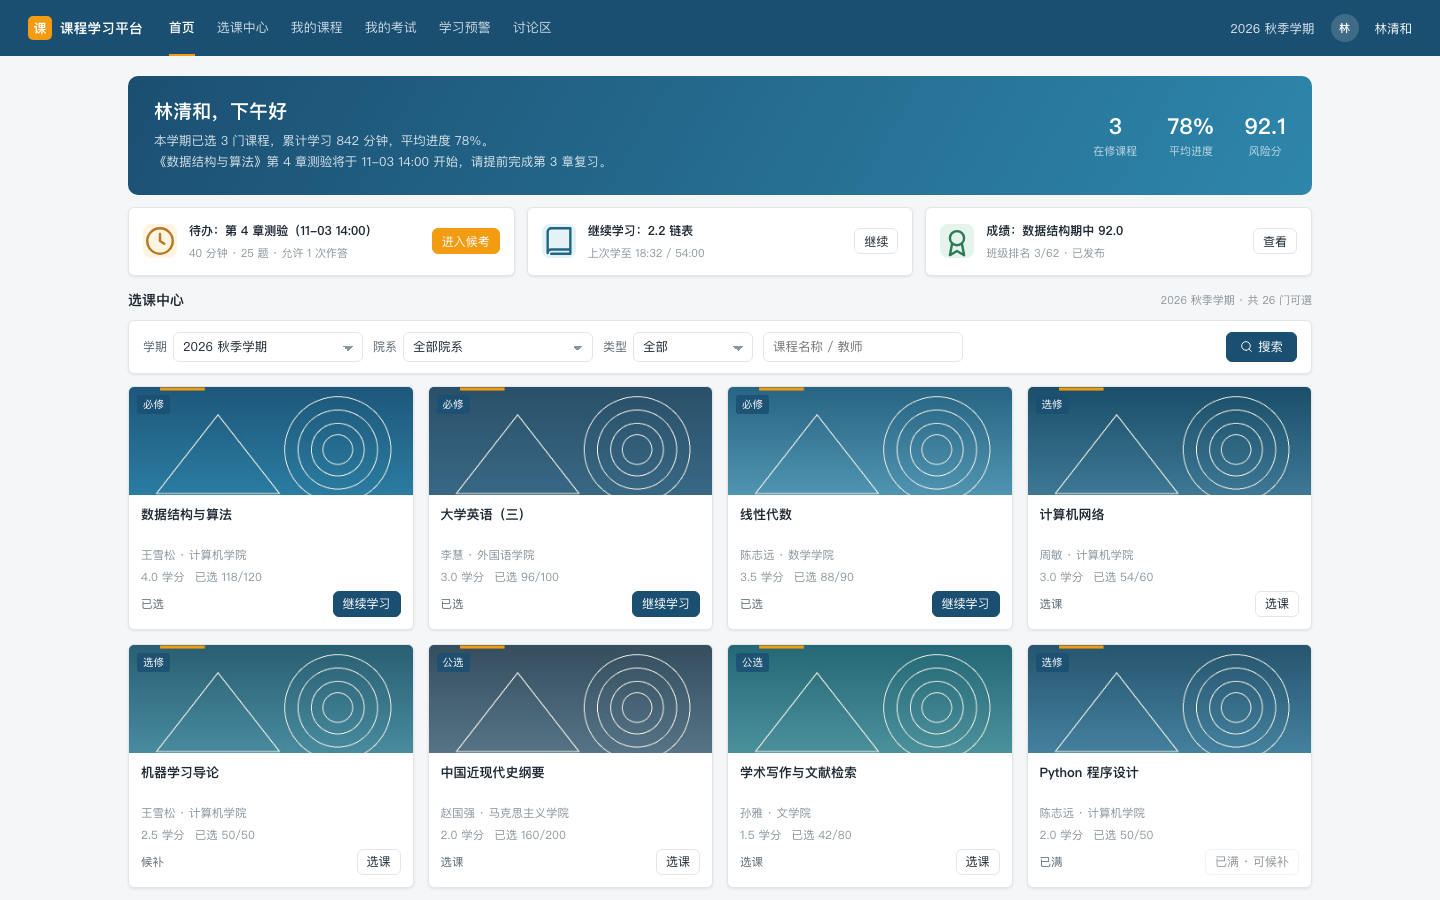 课 课程学习平台 首页 选课中心 我的课程 我的考试 学习预警 讨论区 2026 秋季学期 林 林清和
林清和，下午好
本学期已选 3 门课程，累计学习 842 分钟，平均进度 78%。
《数据结构与算法》第 4 章测验将于 11-03 14:00 开始，请提前完成第 3 章复习。
3 78% 92.1
在修课程 平均进度 风险分
待办：第 4 章测验（11-03 14:00）
40 分钟 · 25 题 · 允许 1 次作答
进入候考
继续学习：2.2 链表
上次学至 18:32 / 54:00
继续
成绩：数据结构期中 92.0
班级排名 3/62 · 已发布
查看
选课中心 2026 秋季学期 · 共 26 门可選
学期 2026 秋季学期 院系 全部院系 类型 全部 课程名称 / 教师 搜索
必修
数据结构与算法
王雪松 · 计算机学院
4.0 学分 已选 118/120
已选 继续学习
必修
大学英语（三）
李慧 · 外国语学院
3.0 学分 已选 96/100
已选 继续学习
必修
线性代数
陈志远 · 数学学院
3.5 学分 已选 88/90
已选 继续学习
选修
计算机网络
周敏 · 计算机学院
3.0 学分 已选 54/60
选课 选课
选修
机器学习导论
王雪松 · 计算机学院
2.5 学分 已选 50/50
候补 选课
公选
中国近现代史纲要
赵国强 · 马克思主义学院
2.0 学分 已选 160/200
选课 选课
公选
学术写作与文献检索
孙雅 · 文学院
1.5 学分 已选 42/80
选课 选课
选修
Python 程序设计
陈志远 · 计算机学院
2.0 学分 已选 50/50
已满 已满 · 可候补